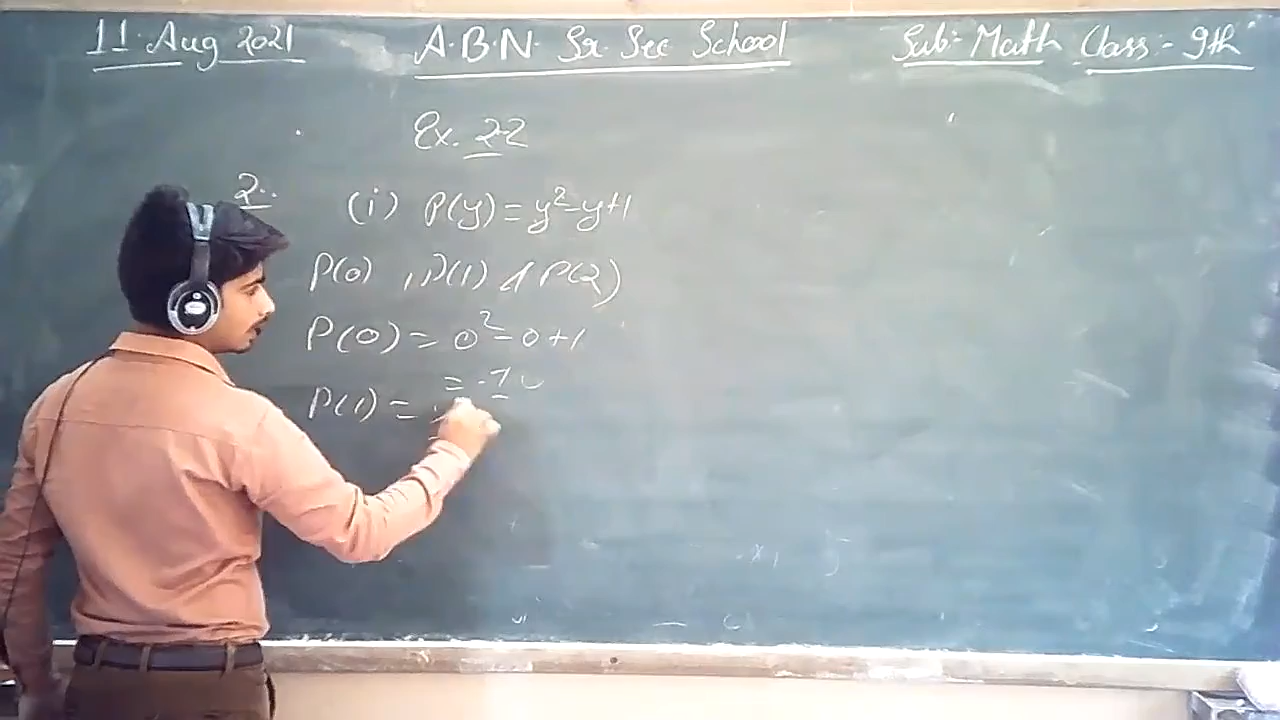 11 Aug 2021 A.B.N. Sr. Sec School Sub:- Math Class:- 9th
Ex. 2.2
2. (i) P(y) = y²-y+1
P(0) , P(1) & P(2)
P(0) = 0²-0+1
= 1
P(1) =